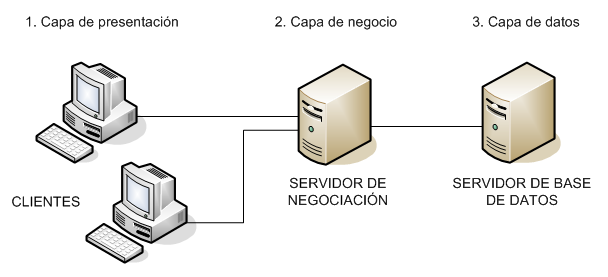 1. Capa de presentación
2. Capa de negocio
3. Capa de datos
CLIENTES
SERVIDOR DE
NEGOCIACIÓN
SERVIDOR DE BASE
DE DATOS